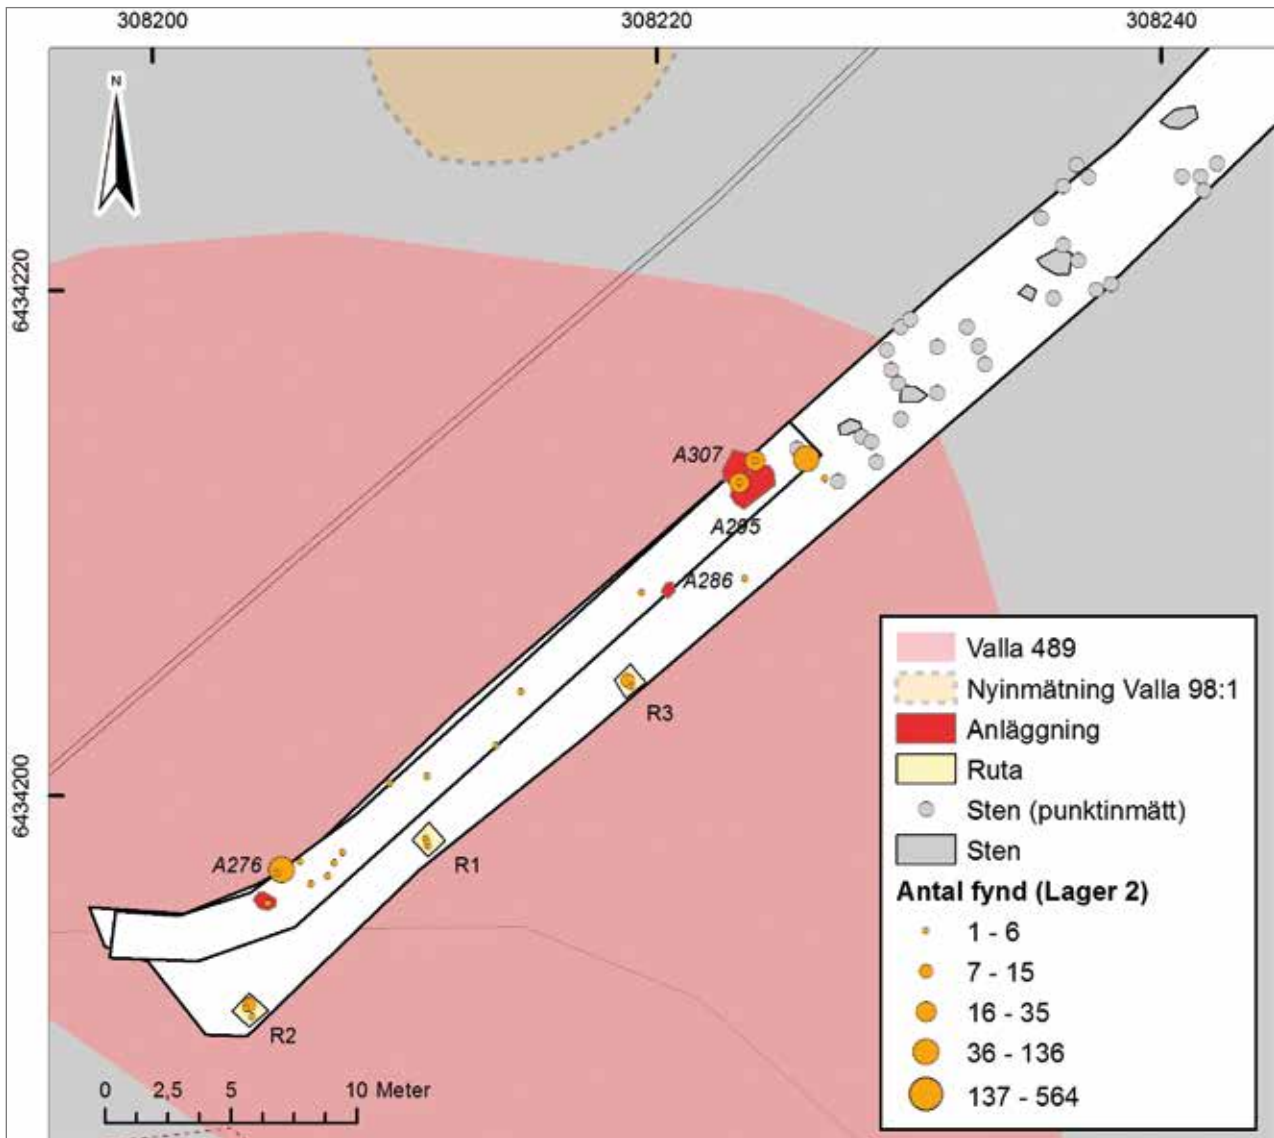 308200
308220
308240
N
6434220
A307
A295
A286
R3
6434200
A276
R1
R2
0 2,5 5 10 Meter
Valla 489
Nyinmätning Valla 98:1
Anläggning
Ruta
Sten (punktinmätt)
Sten
Antal fynd (Lager 2)
1 - 6
7 - 15
16 - 35
36 - 136
137 - 564